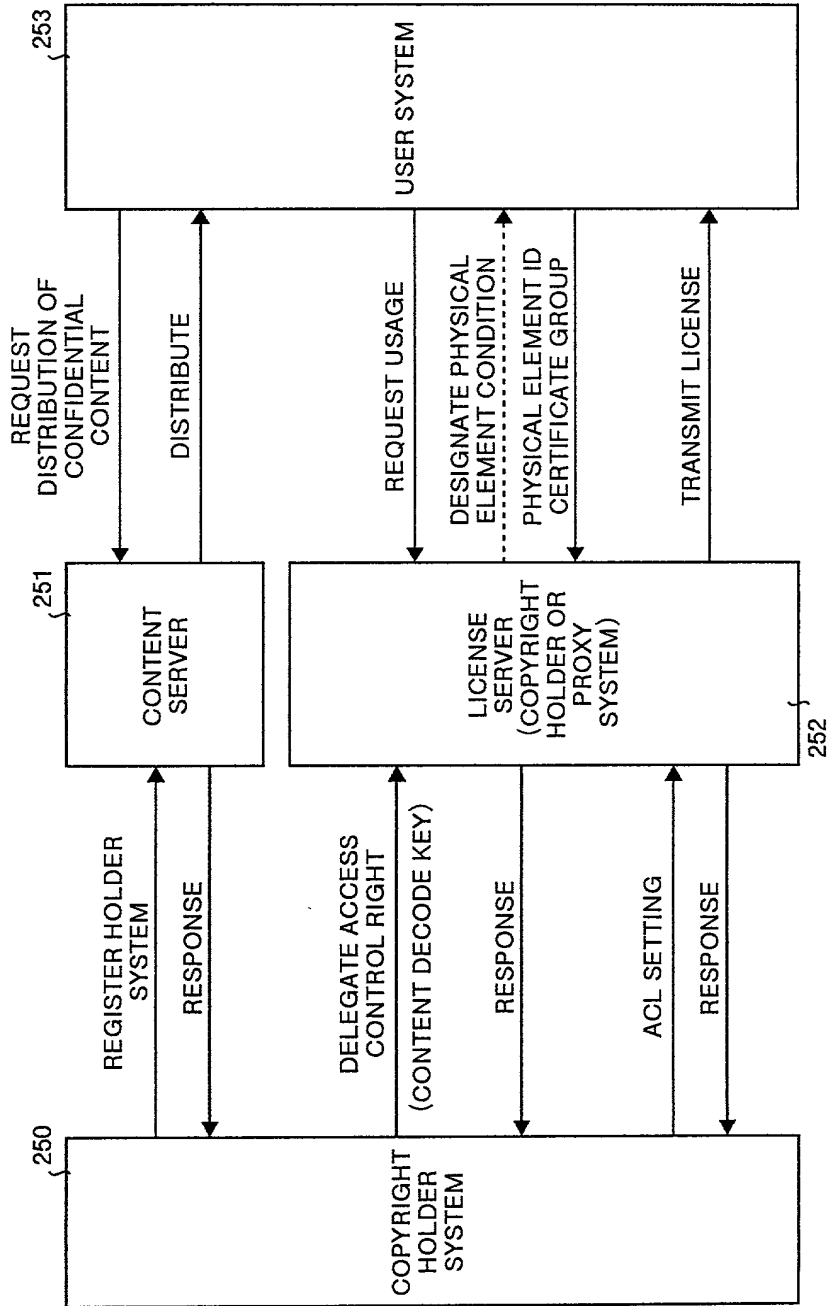 250
COPYRIGHT
HOLDER
SYSTEM
REGISTER HOLDER
SYSTEM
RESPONSE
DELEGATE ACCESS
CONTROL RIGHT
(CONTENT DECODE KEY)
RESPONSE
ACL SETTING
RESPONSE
251
CONTENT
SERVER
LICENSE
SERVER
(COPYRIGHT
HOLDER OR
PROXY
SYSTEM)
252
REQUEST
DISTRIBUTION OF
CONFIDENTIAL
CONTENT
DISTRIBUTE
REQUEST USAGE
DESIGNATE PHYSICAL
ELEMENT CONDITION
PHYSICAL ELEMENT ID
CERTIFICATE GROUP
TRANSMIT LICENSE
253
USER SYSTEM